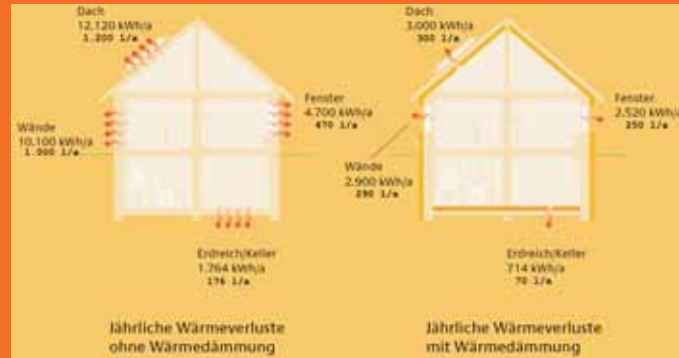 Dach
12.120 kWh/a
1.200 l/a
Fenster
4.700 kWh/a
470 l/a
Wände
10.100 kWh/a
1.000 l/a
Erdreich/Keller
1.764 kWh/a
176 l/a
Jährliche Wärmeverluste
ohne Wärmedämmung
Dach
3.000 kWh/a
300 l/a
Fenster
2.520 kWh/a
250 l/a
Wände
2.900 kWh/a
290 l/a
Erdreich/Keller
714 kWh/a
70 l/a
Jährliche Wärmeverluste
mit Wärmedämmung